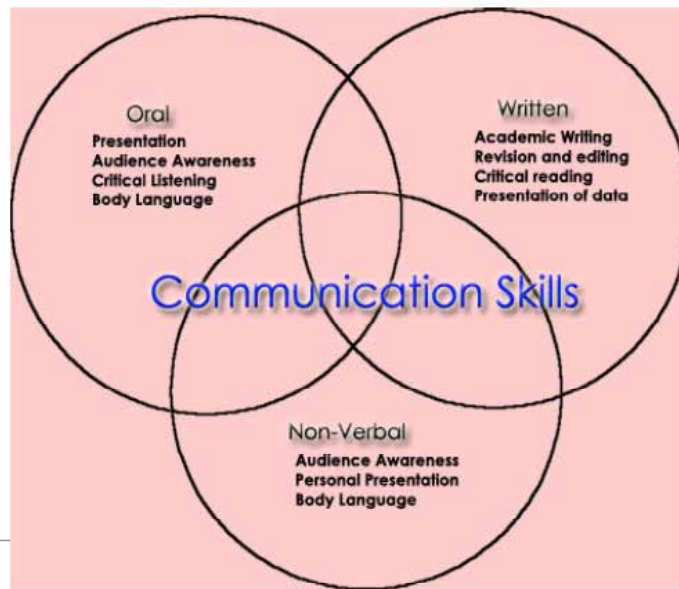 Oral
Presentation
Audience Awareness
Critical Listening
Body Language
Written
Academic Writing
Revision and editing
Critical reading
Presentation of data
Communication Skills
Non-Verbal
Audience Awareness
Personal Presentation
Body Language